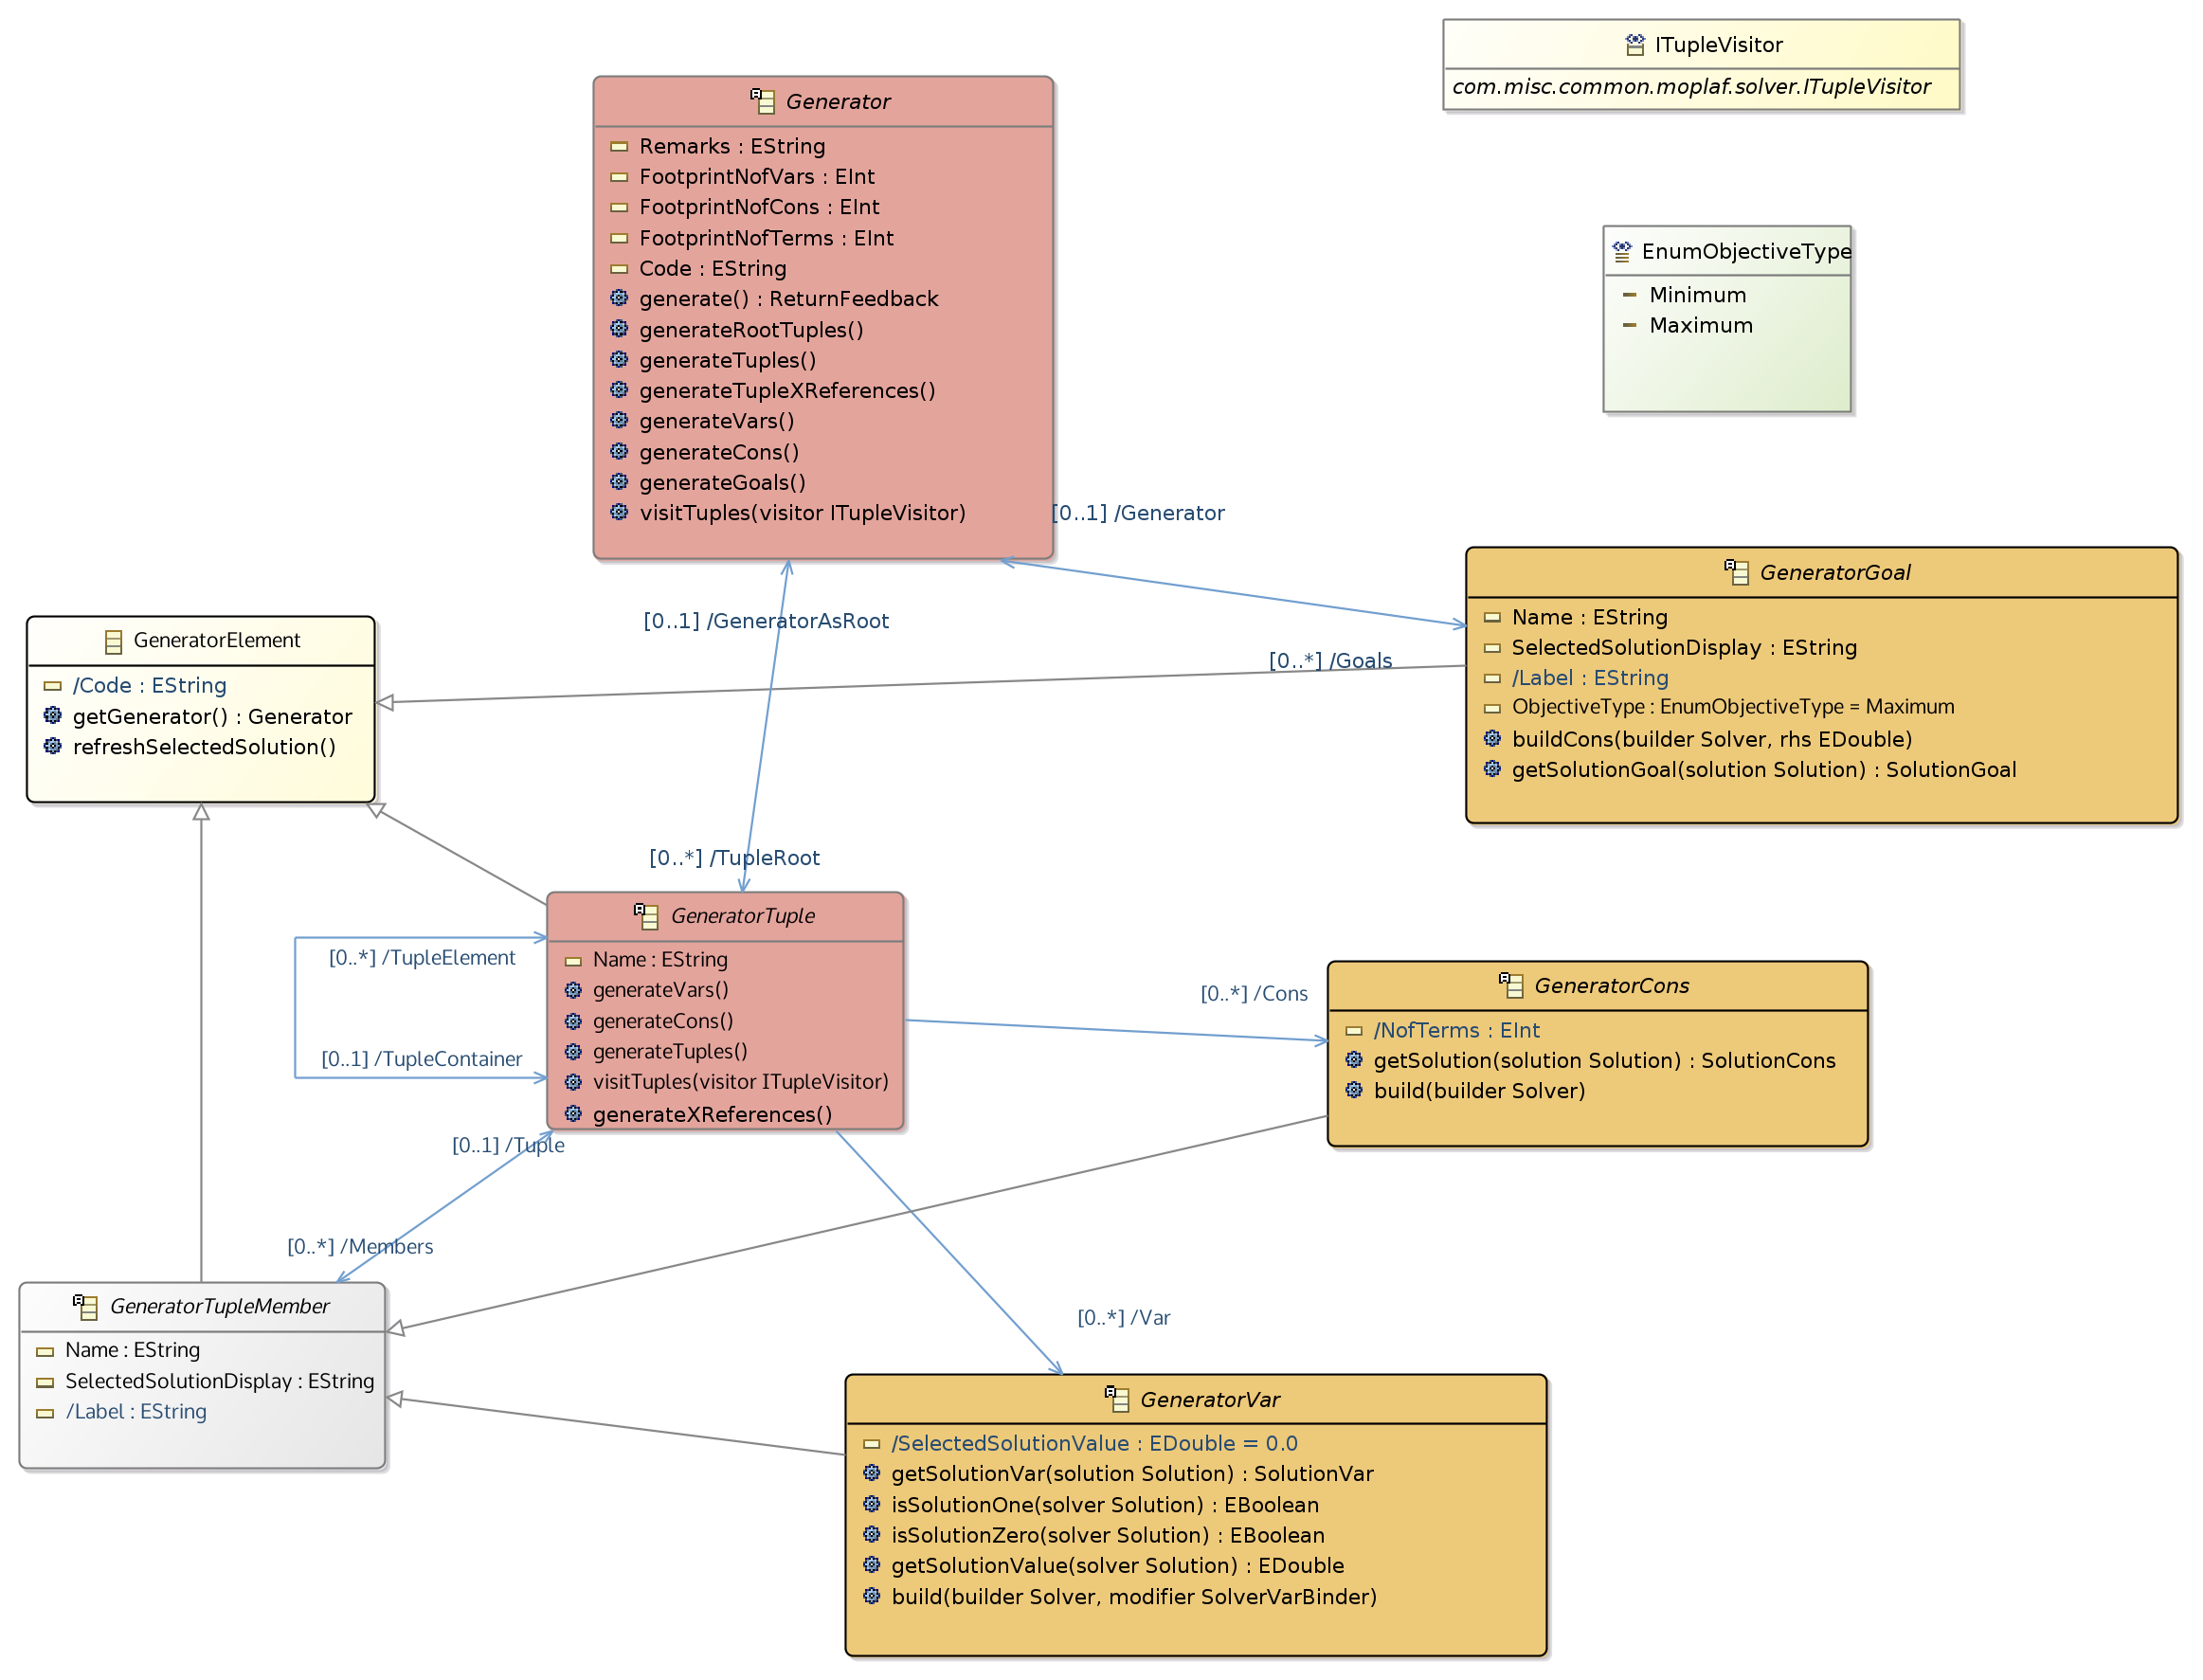 ITupleVisitor
com.misc.common.moplaf.solver.ITupleVisitor
Generator
Remarks : EString
FootprintNofVars : EInt
FootprintNofCons : EInt
FootprintNofTerms : EInt
Code : EString
generate() : ReturnFeedback
generateRootTuples()
generateTuples()
generateTupleXReferences()
generateVars()
generateCons()
generateGoals()
visitTuples(visitor ITupleVisitor)
EnumObjectiveType
Minimum
Maximum
[0..1] /Generator
[0..1] /GeneratorAsRoot
[0..*] /Goals
GeneratorGoal
Name : EString
SelectedSolutionDisplay : EString
/Label : EString
ObjectiveType : EnumObjectiveType = Maximum
buildCons(builder Solver, rhs EDouble)
getSolutionGoal(solution Solution) : SolutionGoal
GeneratorElement
/Code : EString
getGenerator() : Generator
refreshSelectedSolution()
[0..*] /TupleRoot
GeneratorTuple
Name : EString
generateVars()
generateCons()
generateTuples()
visitTuples(visitor ITupleVisitor)
generateXReferences()
[0..*] /TupleElement
[0..1] /TupleContainer
[0..*] /Cons
GeneratorCons
/NofTerms : EInt
getSolution(solution Solution) : SolutionCons
build(builder Solver)
[0..1] /Tuple
[0..*] /Members
GeneratorTupleMember
Name : EString
SelectedSolutionDisplay : EString
/Label : EString
[0..*] /Var
GeneratorVar
/SelectedSolutionValue : EDouble = 0.0
getSolutionVar(solution Solution) : SolutionVar
isSolutionOne(solver Solution) : EBoolean
isSolutionZero(solver Solution) : EBoolean
getSolutionValue(solver Solution) : EDouble
build(builder Solver, modifier SolverVarBinder)